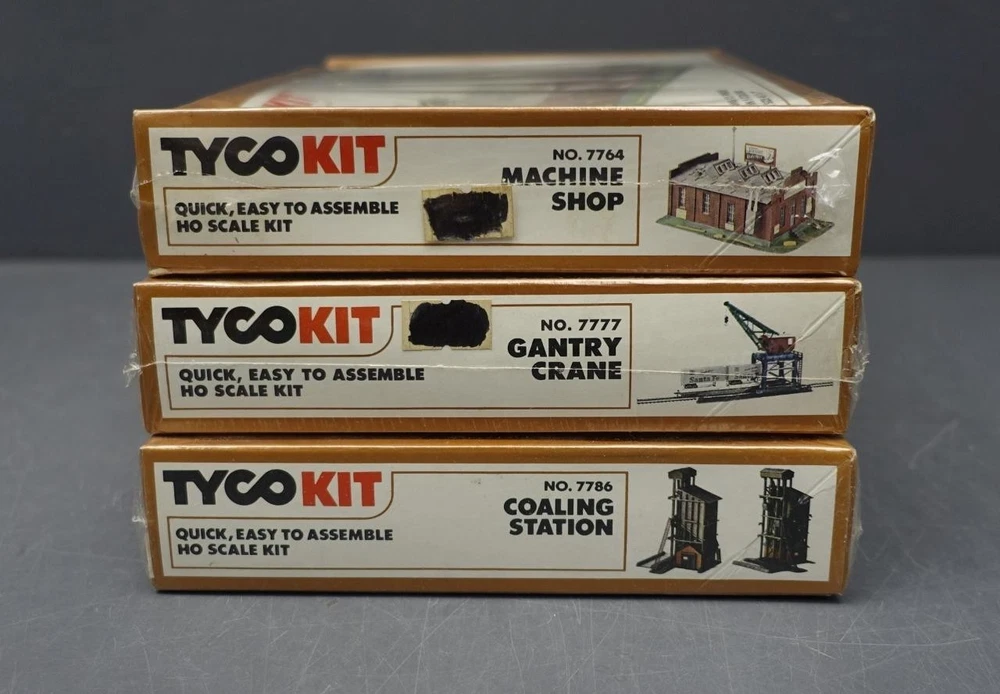 TYCO KIT
QUICK, EASY TO ASSEMBLE
HO SCALE KIT
NO. 7764
MACHINE
SHOP
TYCO KIT
QUICK, EASY TO ASSEMBLE
HO SCALE KIT
NO. 7777
GANTRY
CRANE
Santa Fe
TYCO KIT
QUICK, EASY TO ASSEMBLE
HO SCALE KIT
NO. 7786
COALING
STATION